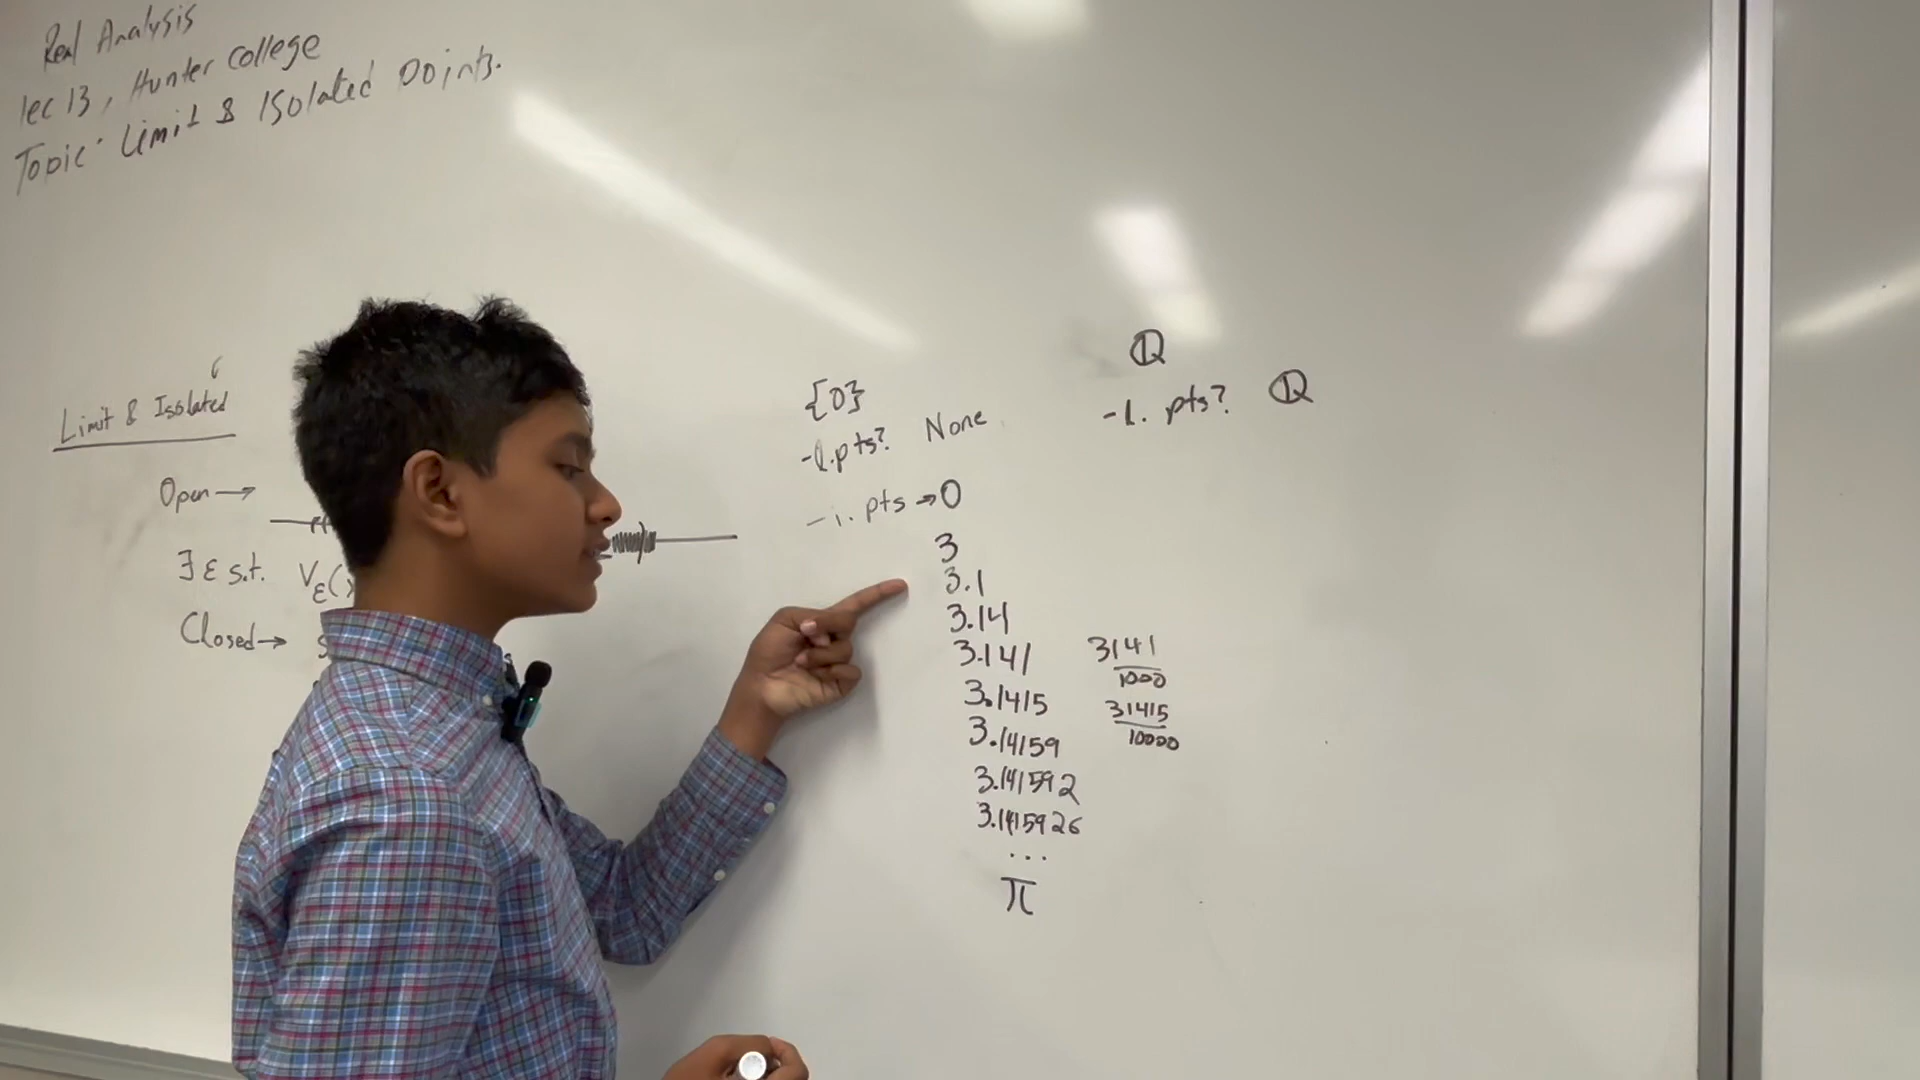 Real Analysis
lec 13, Hunter College
Topic: Limit & Isolated Points.
Limit & Isolated
Open →
∃ ε s.t. Vε(
Closed →
{0}
-l.pts? None
-i. pts → 0
3
3.1
3.14
3.141
3.1415
3.14159
3.141592
3.1415926
...
π
3141
1000
31415
10000
ℚ
-l. pts? ℚ